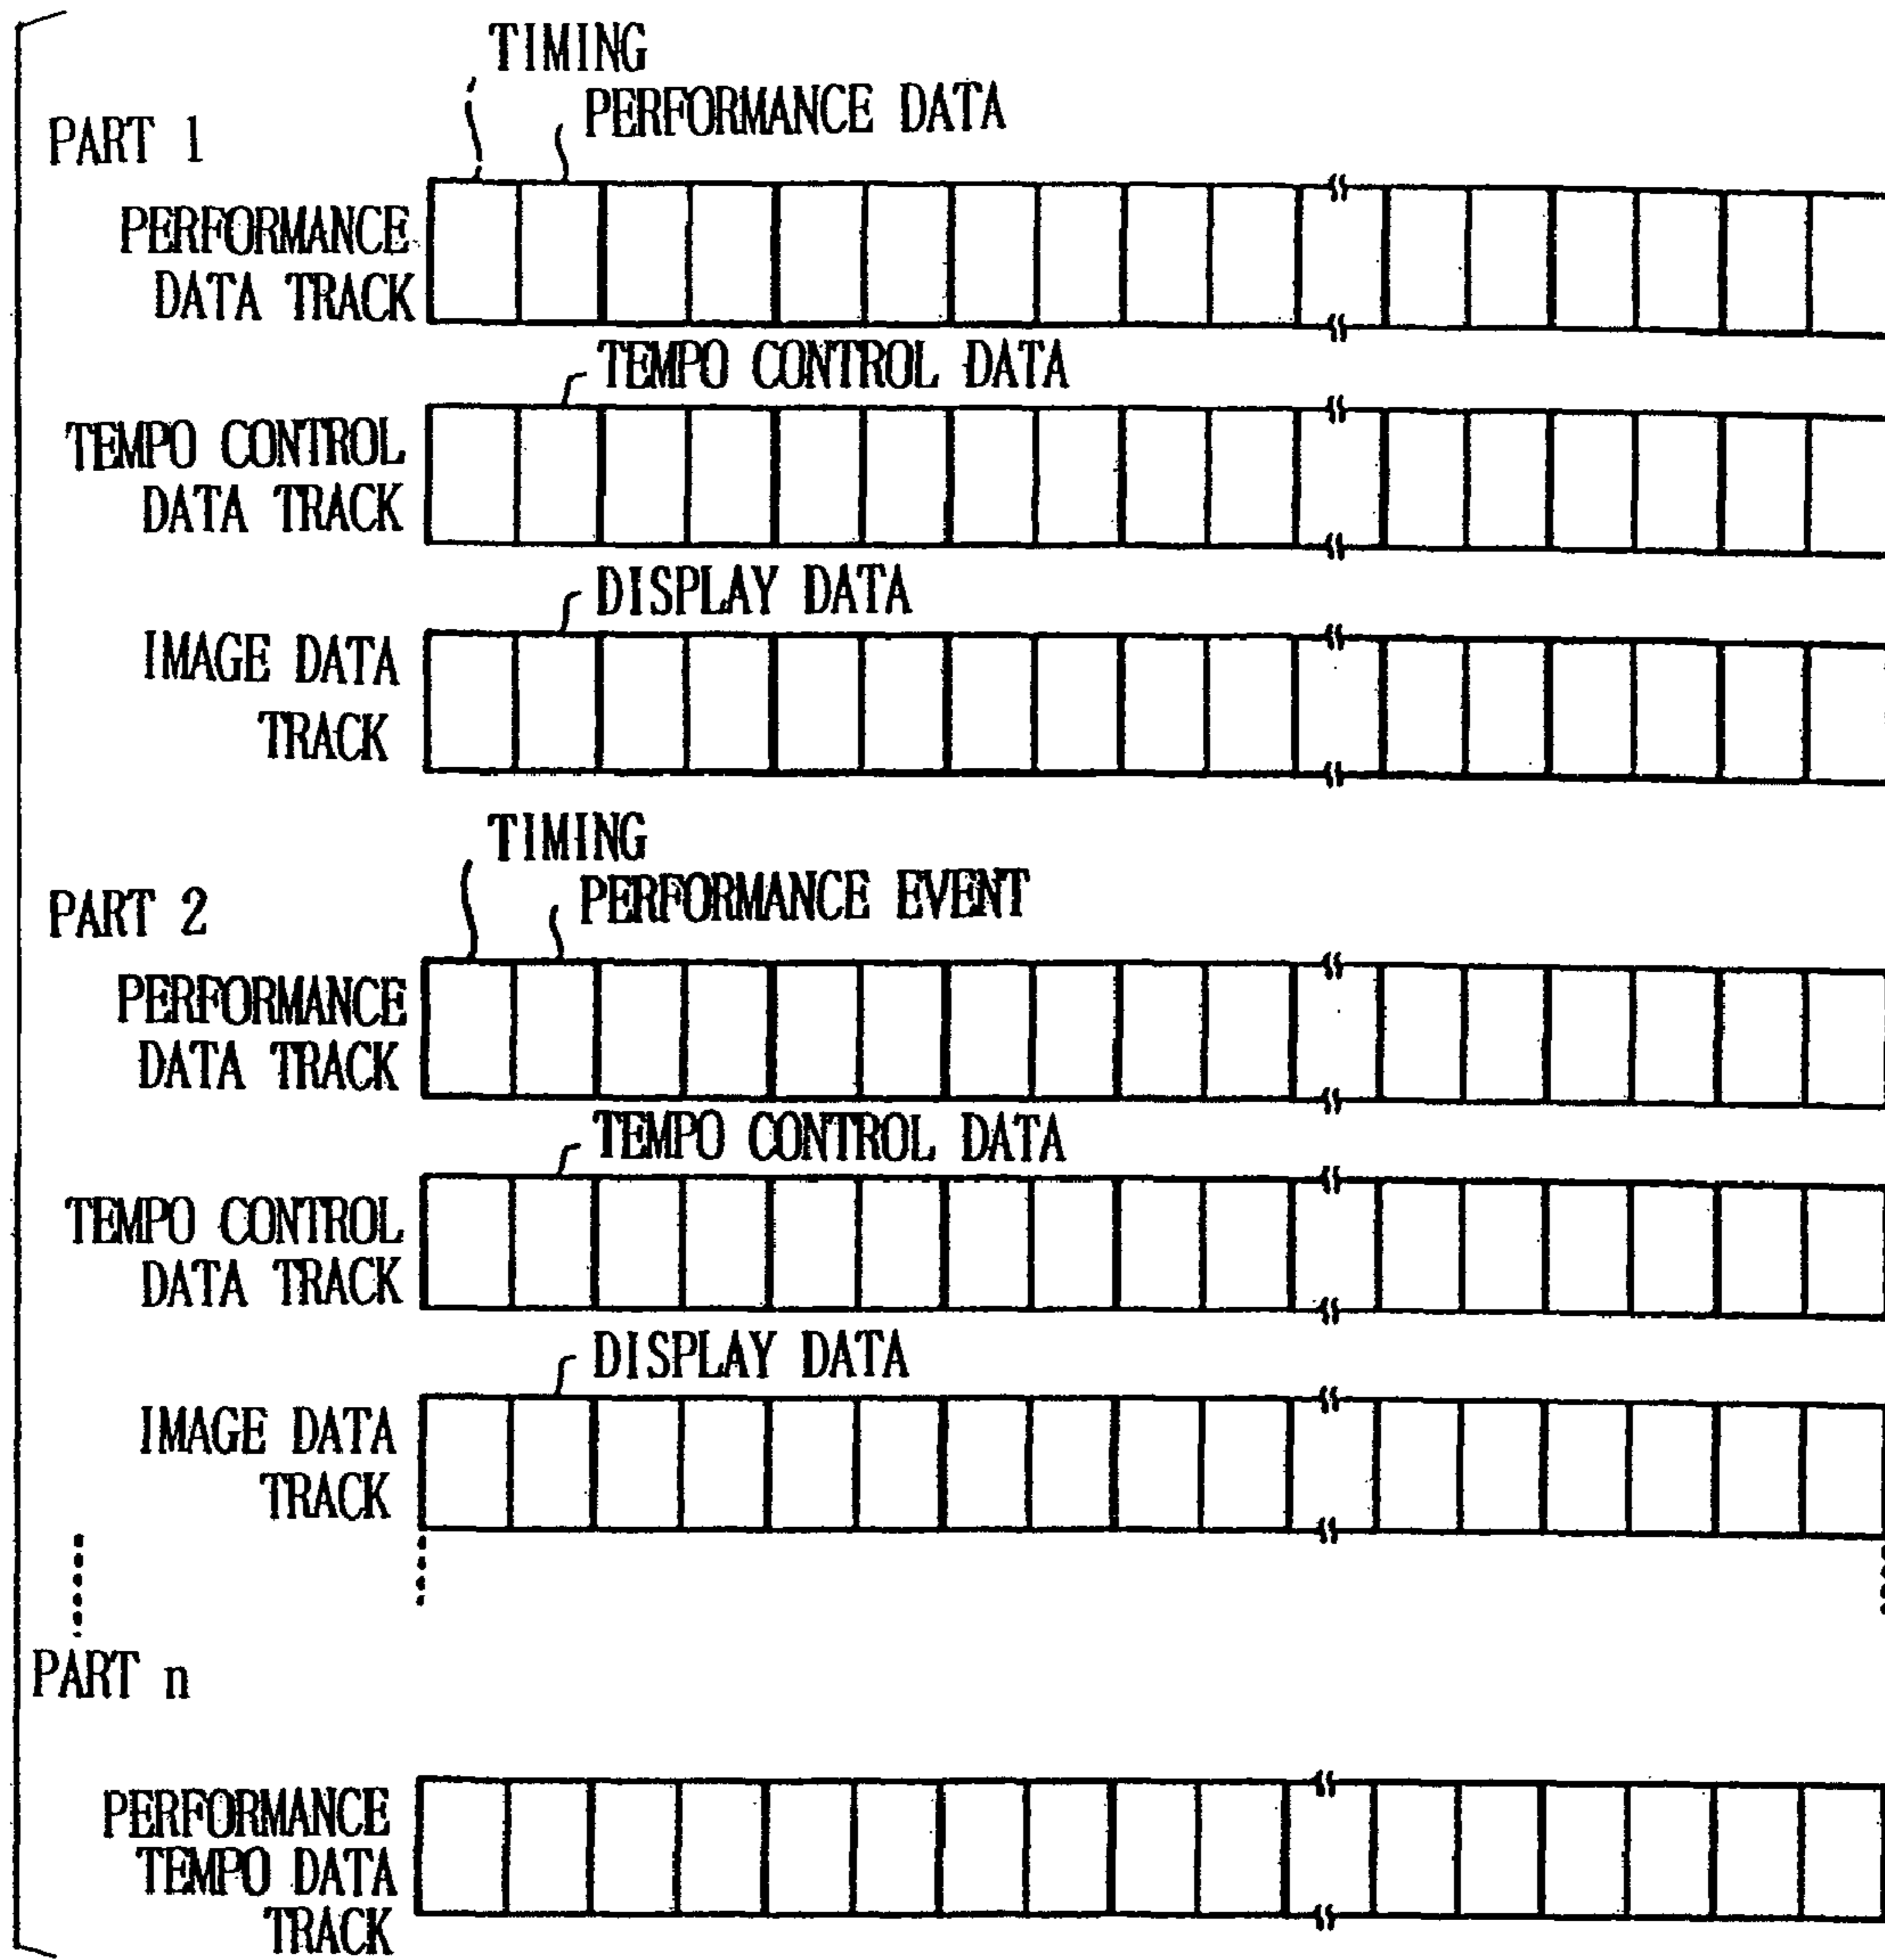 TIMING
PERFORMANCE DATA
PART 1
PERFORMANCE
DATA TRACK
TEMPO CONTROL DATA
TEMPO CONTROL
DATA TRACK
DISPLAY DATA
IMAGE DATA
TRACK
TIMING
PERFORMANCE EVENT
PART 2
PERFORMANCE
DATA TRACK
TEMPO CONTROL DATA
TEMPO CONTROL
DATA TRACK
DISPLAY DATA
IMAGE DATA
TRACK
PART n
PERFORMANCE
TEMPO DATA
TRACK